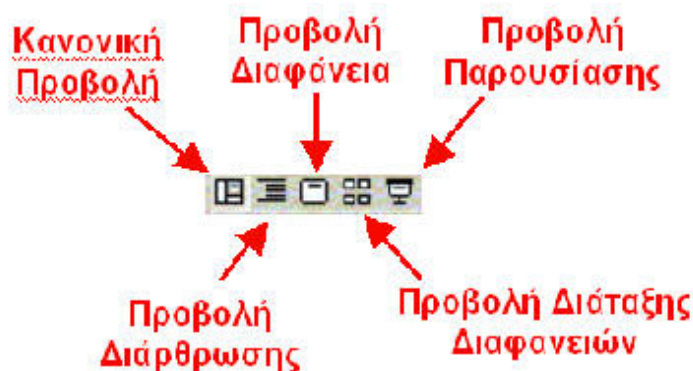 Κανονική
Προβολή
Προβολή
Διαφάνεια
Προβολή
Παρουσίασης
Προβολή
Διάρθρωσης
Προβολή Διάταξης
Διαφανειών